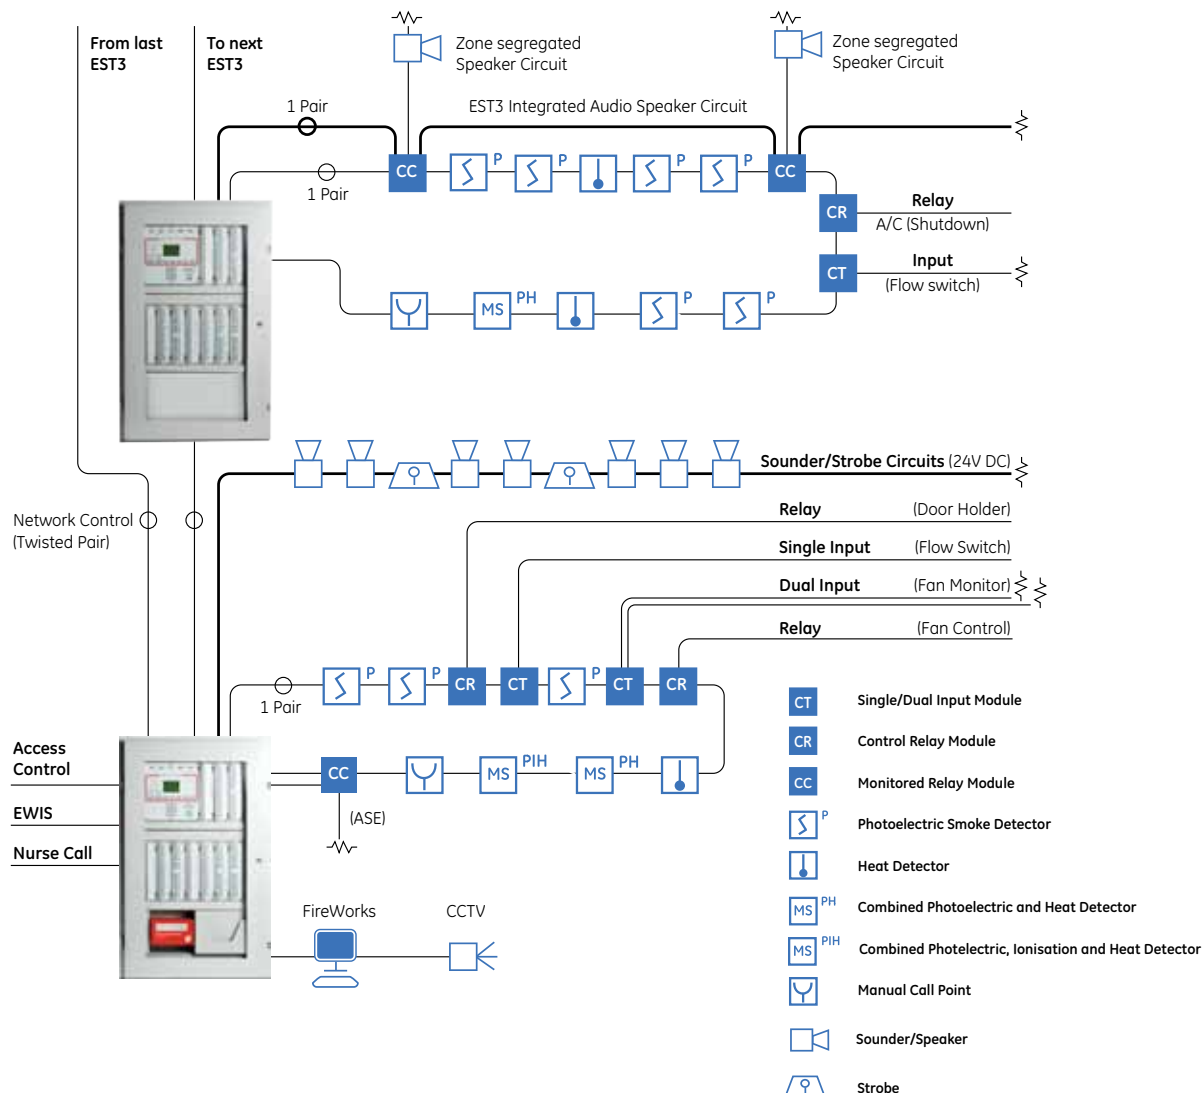 From last
EST3
To next
EST3
Zone segregated
Speaker Circuit
Zone segregated
Speaker Circuit
1 Pair
EST3 Integrated Audio Speaker Circuit
CC
P
P
P
P
CC
1 Pair
CR
Relay
A/C (Shutdown)
CT
Input
(Flow switch)
MS
PH
P
P
Sounder/Strobe Circuits (24V DC)
Network Control
(Twisted Pair)
Relay (Door Holder)
Single Input (Flow Switch)
Dual Input (Fan Monitor)
Relay (Fan Control)
1 Pair
P
P
CR
CT
P
CT
CR
CC
MS
PIH
MS
PH
(ASE)
Access
Control
EWIS
Nurse Call
FireWorks
CCTV
CT Single/Dual Input Module
CR Control Relay Module
CC Monitored Relay Module
P Photoelectric Smoke Detector
Heat Detector
MS PH Combined Photoelectric and Heat Detector
MS PIH Combined Photelectric, Ionisation and Heat Detector
Manual Call Point
Sounder/Speaker
Strobe